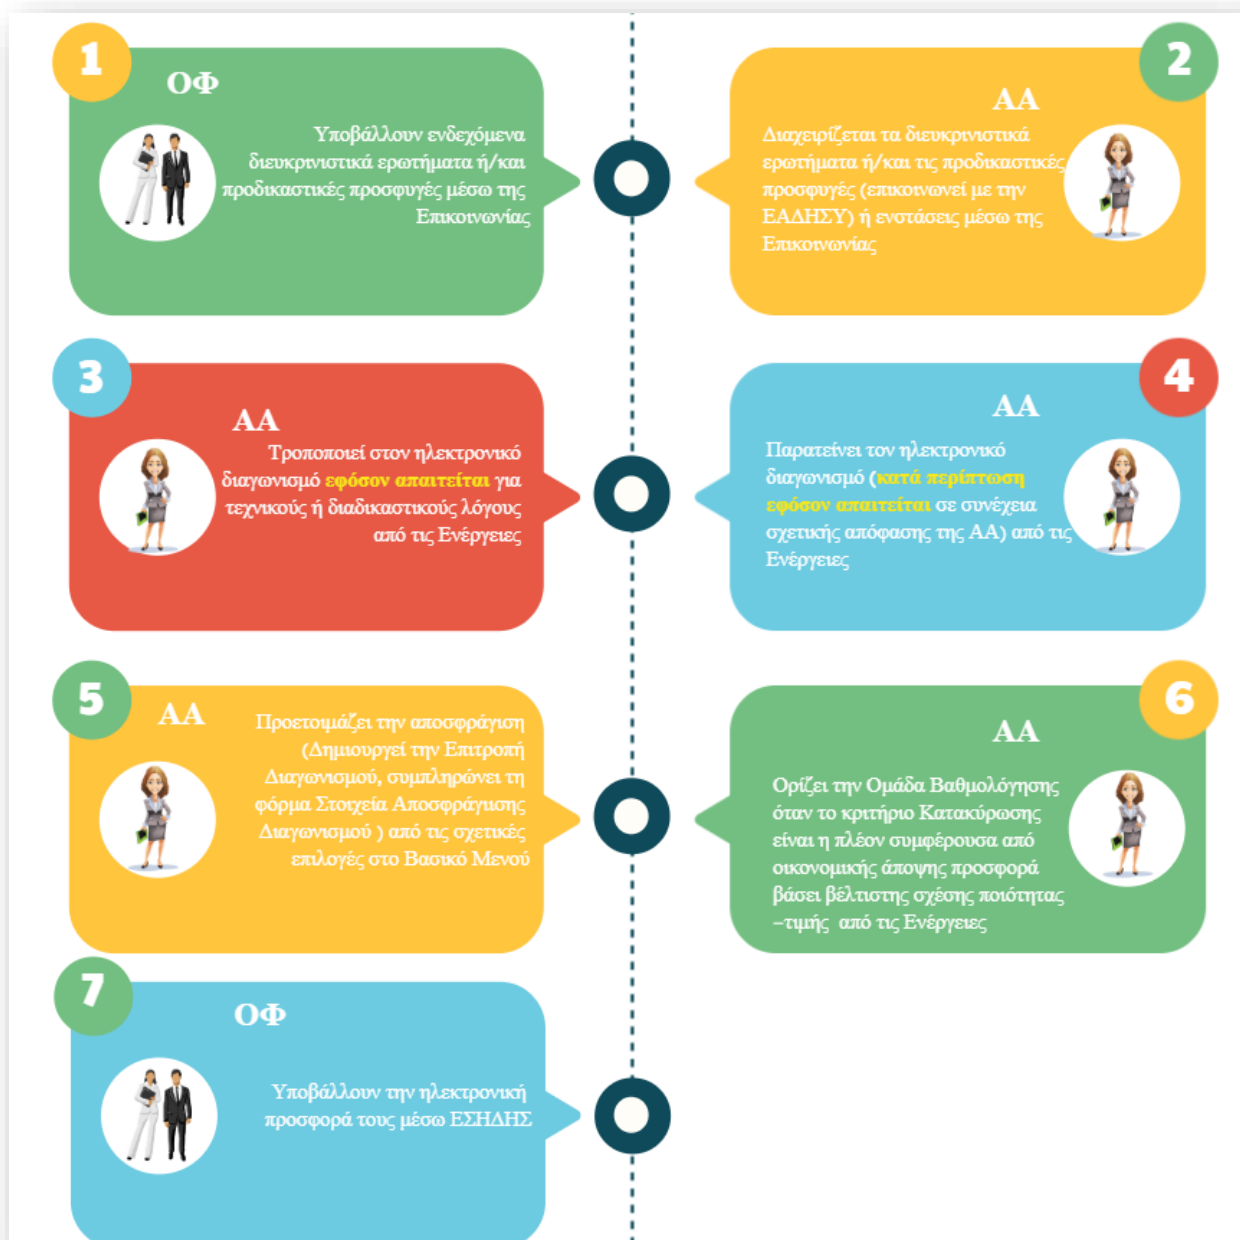 1
ΟΦ
Υποβάλλουν ενδεχόμενα
διευκρινιστικά ερωτήματα ή/και
προδικαστικές προσφυγές μέσω της
Επικοινωνίας
2
ΑΑ
Διαχειρίζεται τα διευκρινιστικά
ερωτήματα ή/και τις προδικαστικές
προσφυγές (επικοινωνεί με την
ΕΑΔΗΣΥ) ή ενστάσεις μέσω της
Επικοινωνίας
3
ΑΑ
Τροποποιεί στον ηλεκτρονικό
διαγωνισμό εφόσον απαιτείται για
τεχνικούς ή διαδικαστικούς λόγους
από τις Ενέργειες
4
ΑΑ
Παρατείνει τον ηλεκτρονικό
διαγωνισμό (κατά περίπτωση
εφόσον απαιτείται σε συνέχεια
σχετικής απόφασης της ΑΑ) από τις
Ενέργειες
5
ΑΑ
Προετοιμάζει την αποσφράγιση
(Δημιουργεί την Επιτροπή
Διαγωνισμού, συμπληρώνει τη
φόρμα Στοιχεία Αποσφράγισης
Διαγωνισμού ) από τις σχετικές
επιλογές στο Βασικό Μενού
6
ΑΑ
Ορίζει την Ομάδα Βαθμολόγησης
όταν το κριτήριο Κατακύρωσης
είναι η πλέον συμφέρουσα από
οικονομικής άποψης προσφορά
βάσει βέλτιστης σχέσης ποιότητας
–τιμής από τις Ενέργειες
7
ΟΦ
Υποβάλλουν την ηλεκτρονική
προσφορά τους μέσω ΕΣΗΔΗΣ